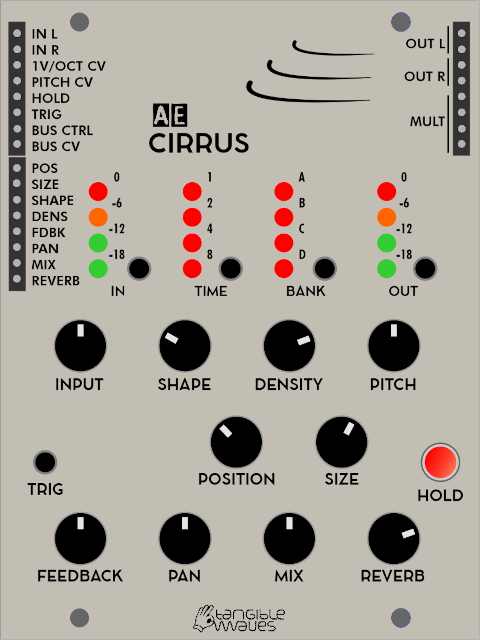 IN L
IN R
1V/OCT CV
PITCH CV
HOLD
TRIG
BUS CTRL
BUS CV
OUT L
OUT R
MULT
AE
CIRRUS
POS
SIZE
SHAPE
DENS
FDBK
PAN
MIX
REVERB
0 1 A 0
-6 2 B -6
-12 4 C -12
-18 8 D -18
IN TIME BANK OUT
INPUT SHAPE DENSITY PITCH
POSITION SIZE
TRIG HOLD
FEEDBACK PAN MIX REVERB
tangible
waves